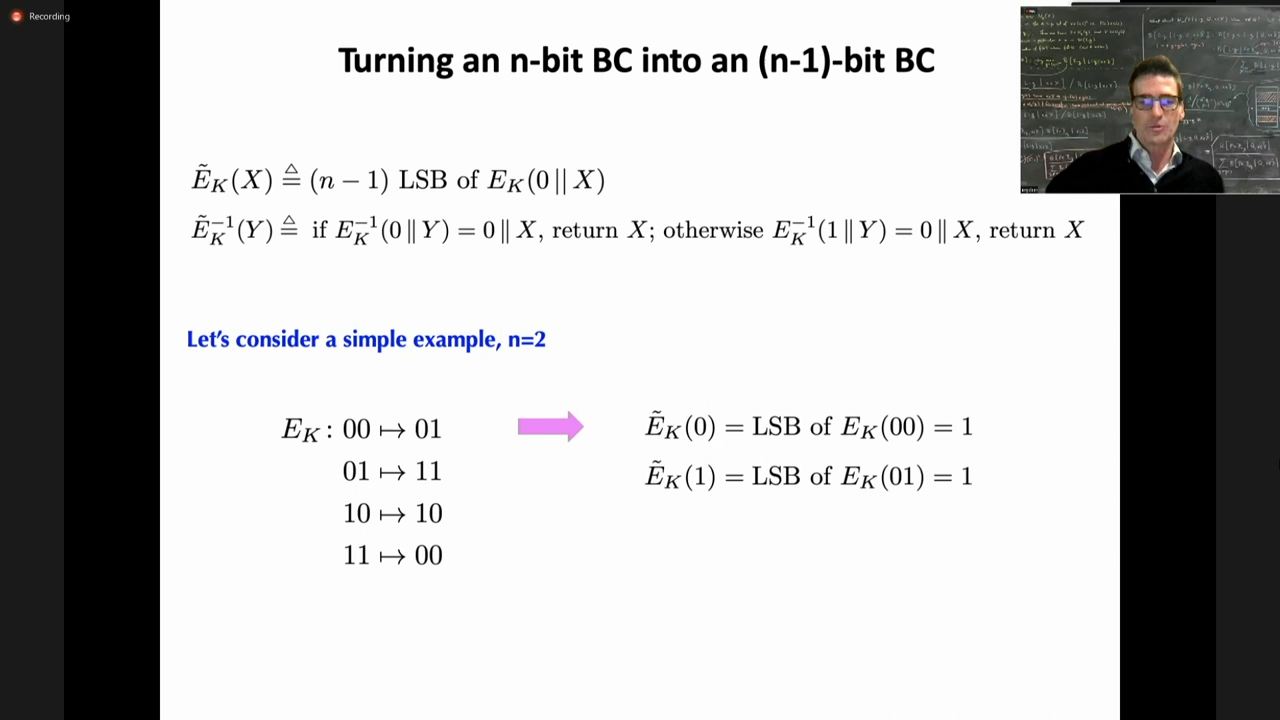 Recording
Turning an n-bit BC into an (n-1)-bit BC
Ẽ_K(X) ≜ (n − 1) LSB of E_K(0 || X)
Ẽ_K^{-1}(Y) ≜ if E_K^{-1}(0 || Y) = 0 || X, return X; otherwise E_K^{-1}(1 || Y) = 0 || X, return X
Let's consider a simple example, n=2
E_K: 00 ↦ 01
01 ↦ 11
10 ↦ 10
11 ↦ 00
Ẽ_K(0) = LSB of E_K(00) = 1
Ẽ_K(1) = LSB of E_K(01) = 1